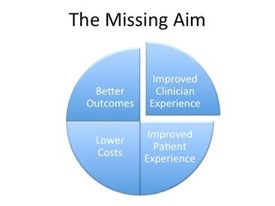 The Missing Aim
Better
Outcomes
Improved
Clinician
Experience
Lower
Costs
Improved
Patient
Experience